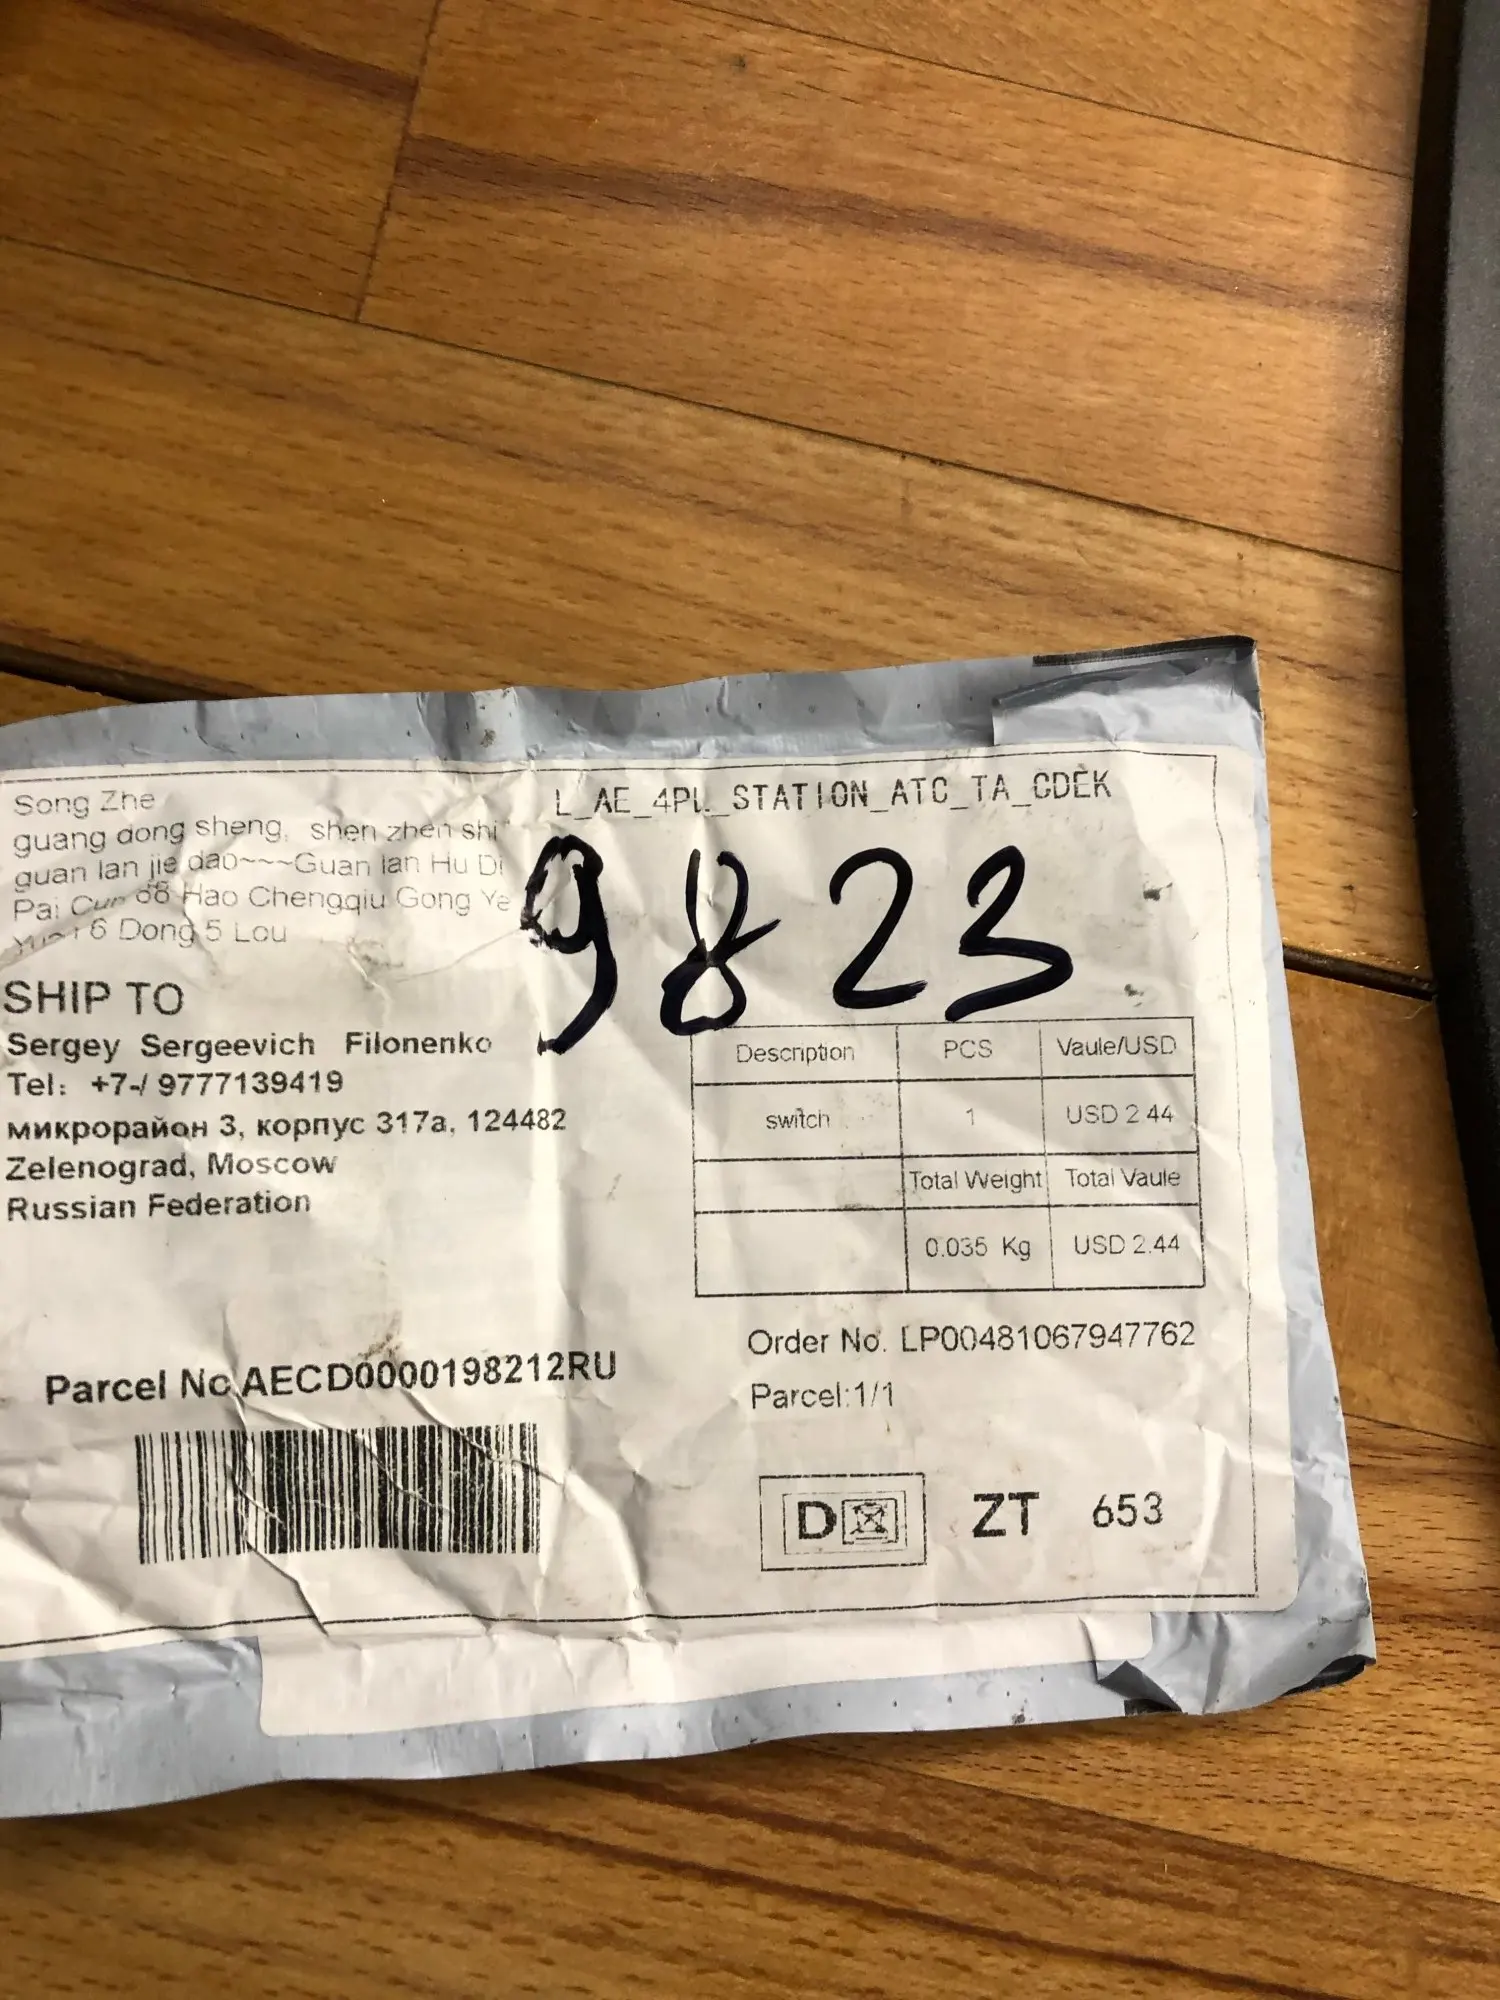 Song Zhe
guang dong sheng, shen zhen shi
guan lan jie dao~~~Guan lan Hu Di
Pai Cun 68 Hao Chengqiu Gong Ye
6 Dong 5 Lou
L_AE_4PL_STATION_ATC_TA_CDEK
9823
SHIP TO
Sergey Sergeevich Filonenko
Tel: +7-/ 9777139419
микрорайон 3, корпус 317а, 124482
Zelenograd, Moscow
Russian Federation
Description PCS Vaule/USD
switch 1 USD 2.44
Total Weight Total Vaule
0.035 Kg USD 2.44
Parcel No AECD0000198212RU
Order No. LP00481067947762
Parcel:1/1
D ZT 653